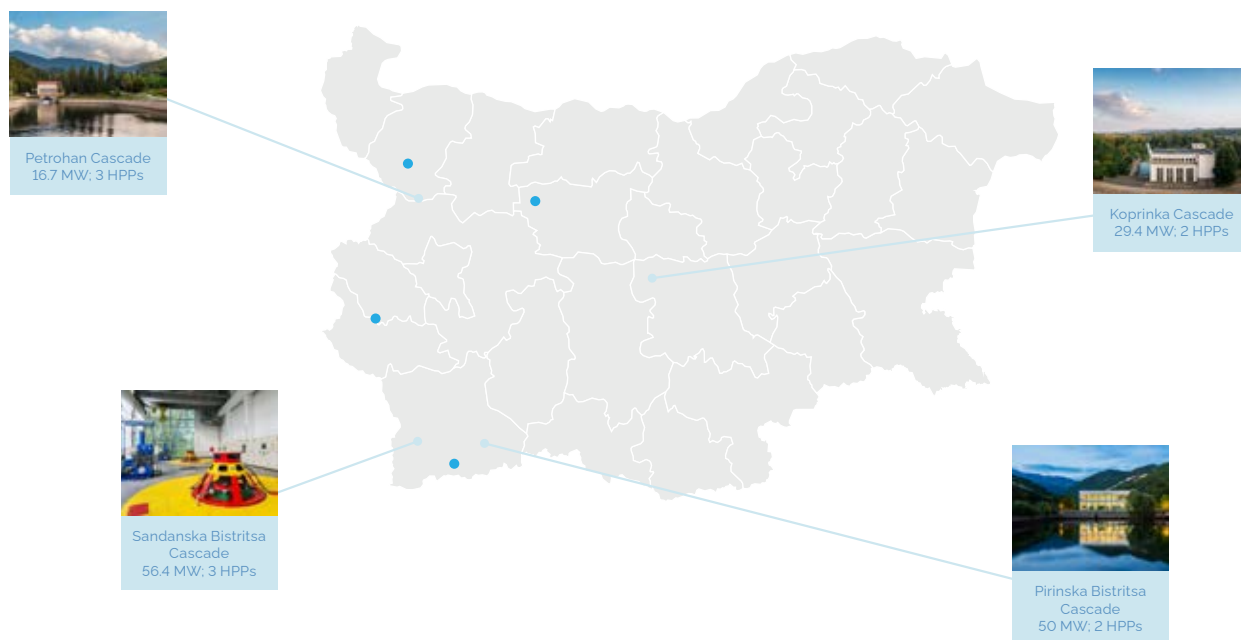 Petrohan Cascade
16.7 MW; 3 HPPs
Koprinka Cascade
29.4 MW; 2 HPPs
Sandanska Bistritsa
Cascade
56.4 MW; 3 HPPs
Pirinska Bistritsa
Cascade
50 MW; 2 HPPs